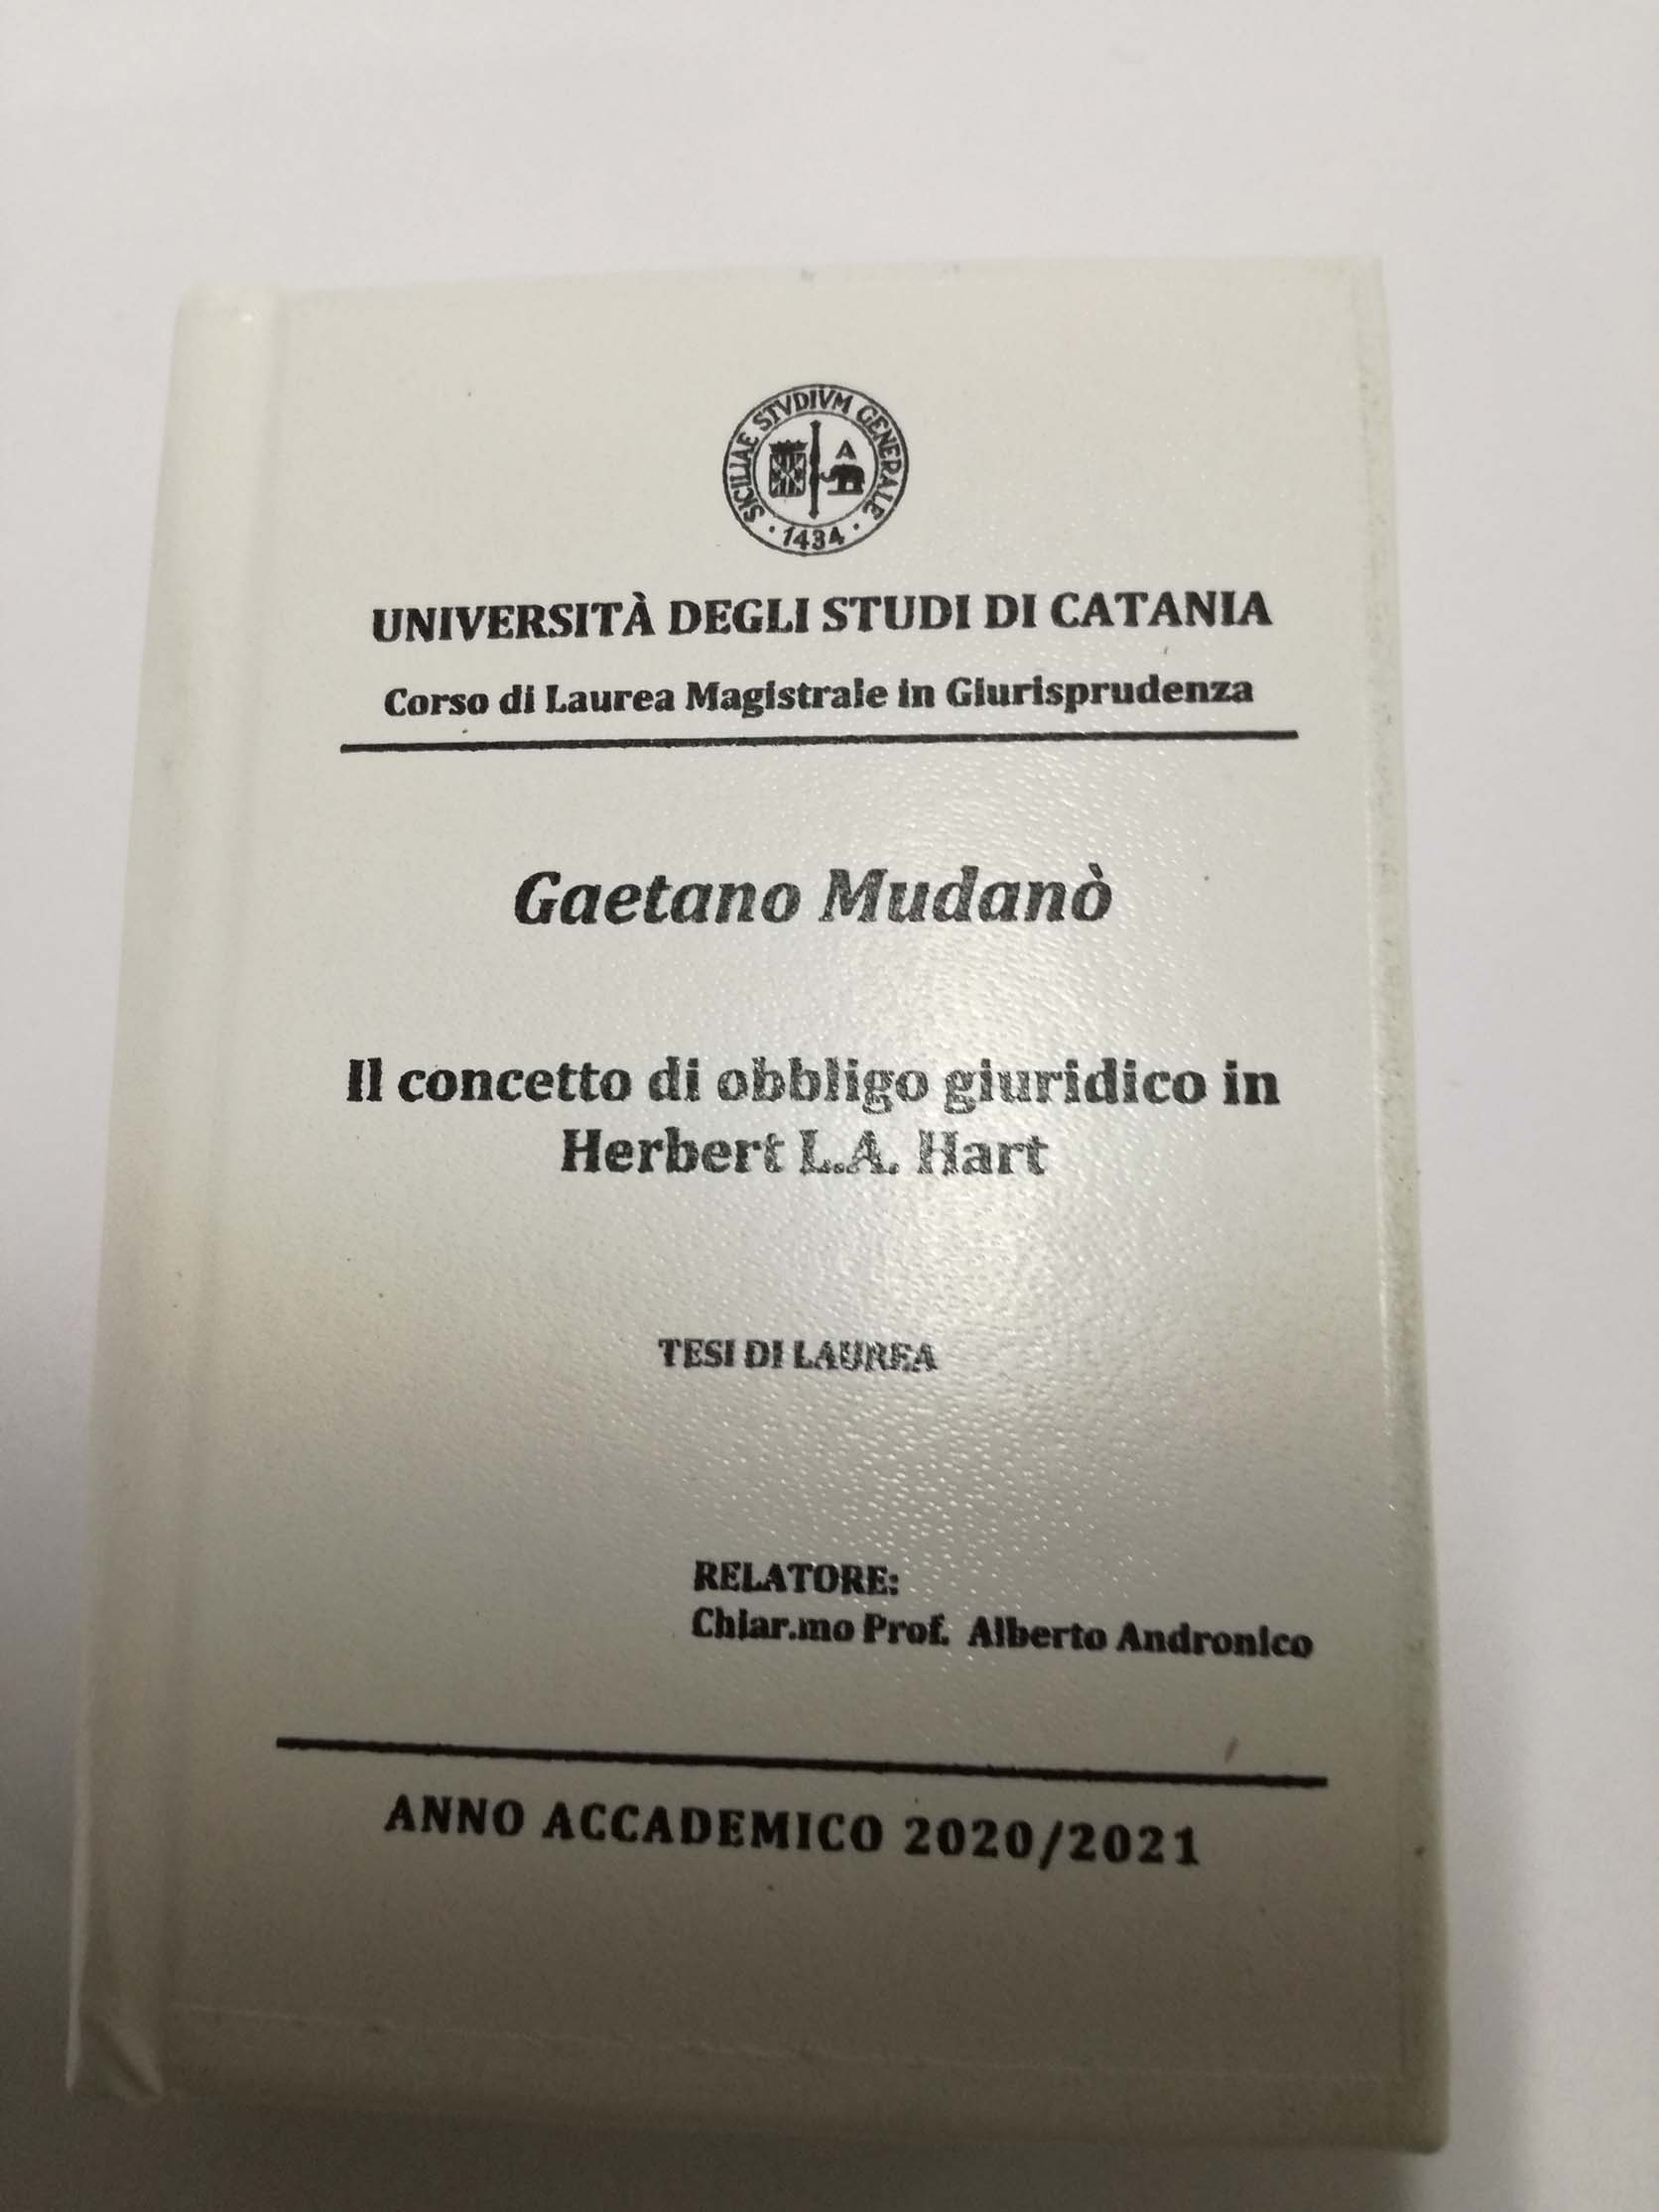 SICILIAE STVDIVM GENERALE
· 1434 ·
A
UNIVERSITÀ DEGLI STUDI DI CATANIA
Corso di Laurea Magistrale in Giurisprudenza
Gaetano Mudanò
Il concetto di obbligo giuridico in
Herbert L.A. Hart
TESI DI LAUREA
RELATORE:
Chiar.mo Prof. Alberto Andronico
ANNO ACCADEMICO 2020/2021